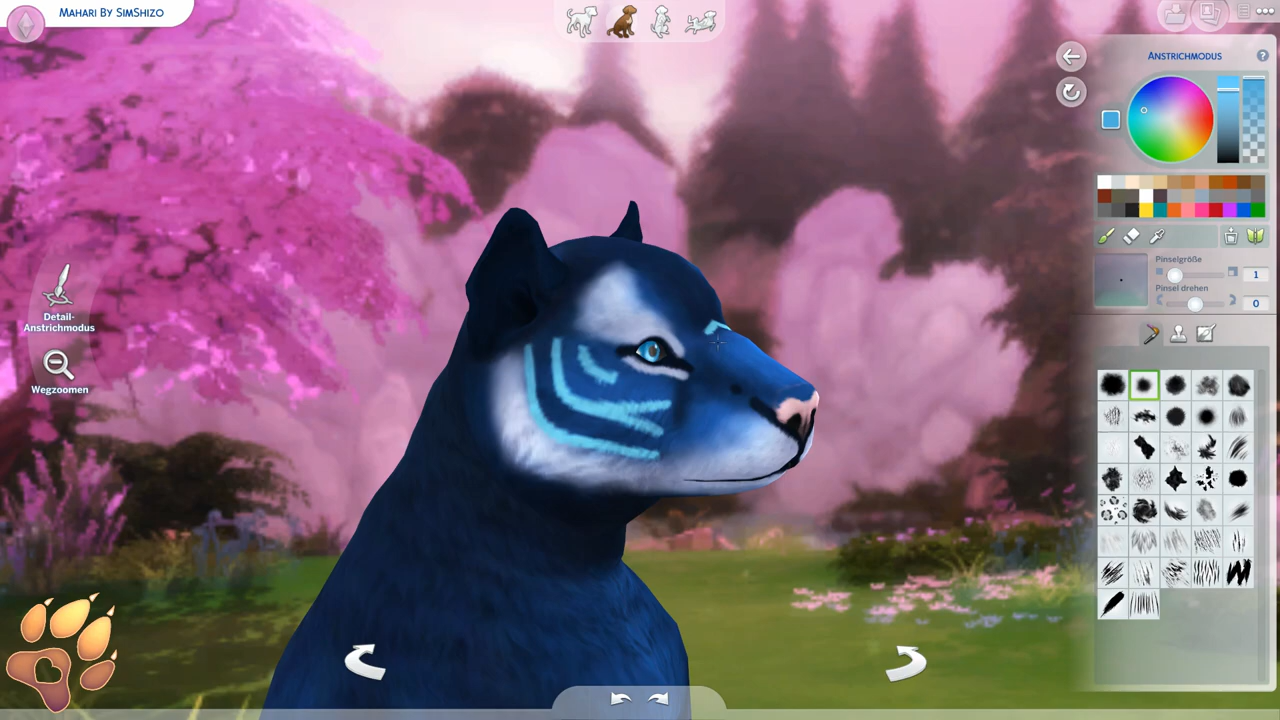 Mahari By SimShizo
Anstrichmodus
Pinselgröße
1
Pinsel drehen
0
Detail-
Anstrichmodus
Wegzoomen